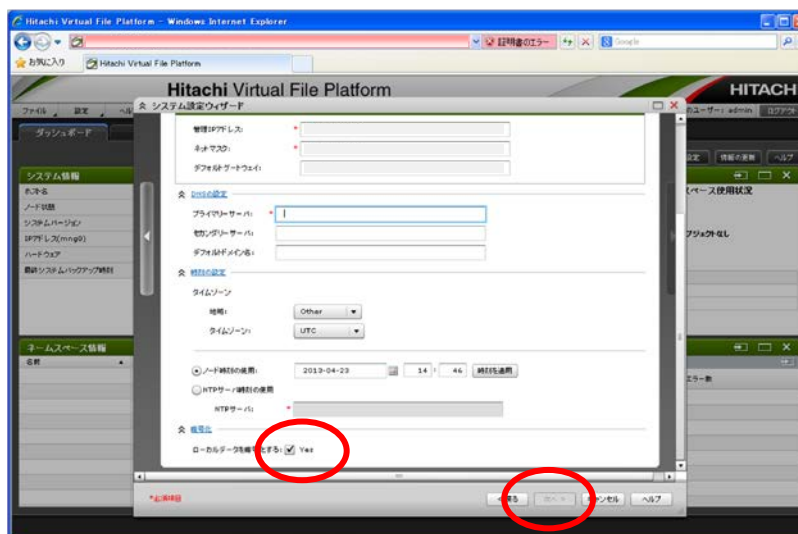 Hitachi Virtual File Platform - Windows Internet Explorer
証明書のエラー
Google
お気に入り
Hitachi Virtual File Platform
Hitachi Virtual File Platform
HITACH
ファイル
設定
システム設定ウィザード
のユーザー: admin
ダッシュボード
管理IPアドレス: *
ネットマスク: *
デフォルトゲートウェイ:
設定
情報の更新
ヘルプ
システム情報
ホスト名
ノード状態
システムバージョン
IPアドレス(mng0)
ハードウェア
最終システムバックアップ時刻
DNSの設定
プライマリーサーバ: *
セカンダリーサーバ:
デフォルトドメイン名:
ペース使用状況
ブジェクトなし
時刻の設定
タイムゾーン
地域: Other
タイムゾーン: UTC
ネームスペース情報
名前
ノード時刻の使用: 2013-04-23 14 : 46 時刻を適用
NTPサーバ時刻の使用
NTPサーバ: *
エラー数
暗号化
ローカルデータを暗号化する: Yes
*必須項目
< 戻る
次へ >
キャンセル
ヘルプ